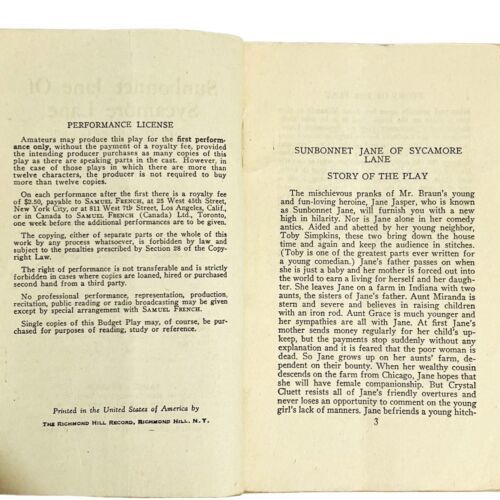 PERFORMANCE LICENSE
Amateurs may produce this play for the first perform-
ance only, without the payment of a royalty fee, provided
the intending producer purchases as many copies of this
play as there are speaking parts in the cast. However, in
the case of those plays in which there are more than
twelve characters, the producer is not required to buy
more than twelve copies.
On each performance after the first there is a royalty fee
of $2.50, payable to SAMUEL FRENCH, at 25 West 45th Street,
New York City, or at 811 West 7th Street, Los Angeles, Calif.,
or in Canada to SAMUEL FRENCH (Canada) Ltd., Toronto,
one week before the additional performances are to be given.
The copying, either of separate parts or the whole of this
work by any process whatsoever, is forbidden by law and
subject to the penalties prescribed by Section 28 of the Copy-
right Law.
The right of performance is not transferable and is strictly
forbidden in cases where copies are loaned, hired or purchased
second hand from a third party.
No professional performance, representation, production,
recitation, public reading or radio broadcasting may be given
except by special arrangement with SAMUEL FRENCH.
Single copies of this Budget Play may, of course, be pur-
chased for purposes of reading, study or reference.
Printed in the United States of America by
THE RICHMOND HILL RECORD, RICHMOND HILL, N. Y.
SUNBONNET JANE OF SYCAMORE
LANE
STORY OF THE PLAY
The mischievous pranks of Mr. Braun's young
and fun-loving heroine, Jane Jasper, who is known
as Sunbonnet Jane, will furnish you with a new
high in hilarity. Nor is Jane alone in her comedy
antics. Aided and abetted by her young neighbor,
Toby Simpkins, these two bring down the house
time and again and keep the audience in stitches.
(Toby is one of the greatest parts ever written for
a young comedian.) Jane's father passes on when
she is just a baby and her mother is forced out into
the world to earn a living for her and her daugh-
ter. She leaves Jane on a farm in Indiana with two
aunts, the sisters of Jane's father. Aunt Miranda is
stern and severe and believes in raising children
with an iron rod. Aunt Grace is much younger and
her sympathies are all with Jane. At first Jane's
mother sends money regularly for her child's up-
keep, but the payments stop suddenly without any
explanation and it is feared that the poor woman is
dead. So Jane grows up on her aunts' farm, de-
pendent on their bounty. When her wealthy cousin
descends on the farm from Chicago, Jane hopes that
she will have female companionship. But Crystal
Cluett resists all of Jane's friendly overtures and
never loses an opportunity to comment on the young
girl's lack of manners. Jane befriends a young hitch-
3